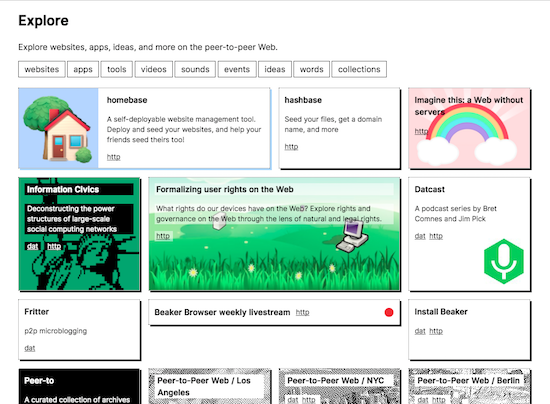 Explore
Explore websites, apps, ideas, and more on the peer-to-peer Web.
websites apps tools videos sounds events ideas words collections
homebase
A self-deployable website management tool.
Deploy and seed your websites, and help your
friends seed theirs too!
http
hashbase
Seed your files, get a domain
name, and more
http
Imagine this: a Web without
servers
http
Information Civics
Deconstructing the power
structures of large-scale
social computing networks
dat http
Formalizing user rights on the Web
What rights do our devices have on the Web? Explore rights and
governance on the Web through the lens of natural and legal rights.
http
Datcast
A podcast series by Bret
Comnes and Jim Pick
dat http
Fritter
p2p microblogging
dat
Beaker Browser weekly livestream http
Install Beaker
dat http
Peer-to
A curated collection of archives
Peer-to-Peer Web / Los
Angeles
Peer-to-Peer Web / NYC
dat http
Peer-to-Peer Web / Berlin
dat http